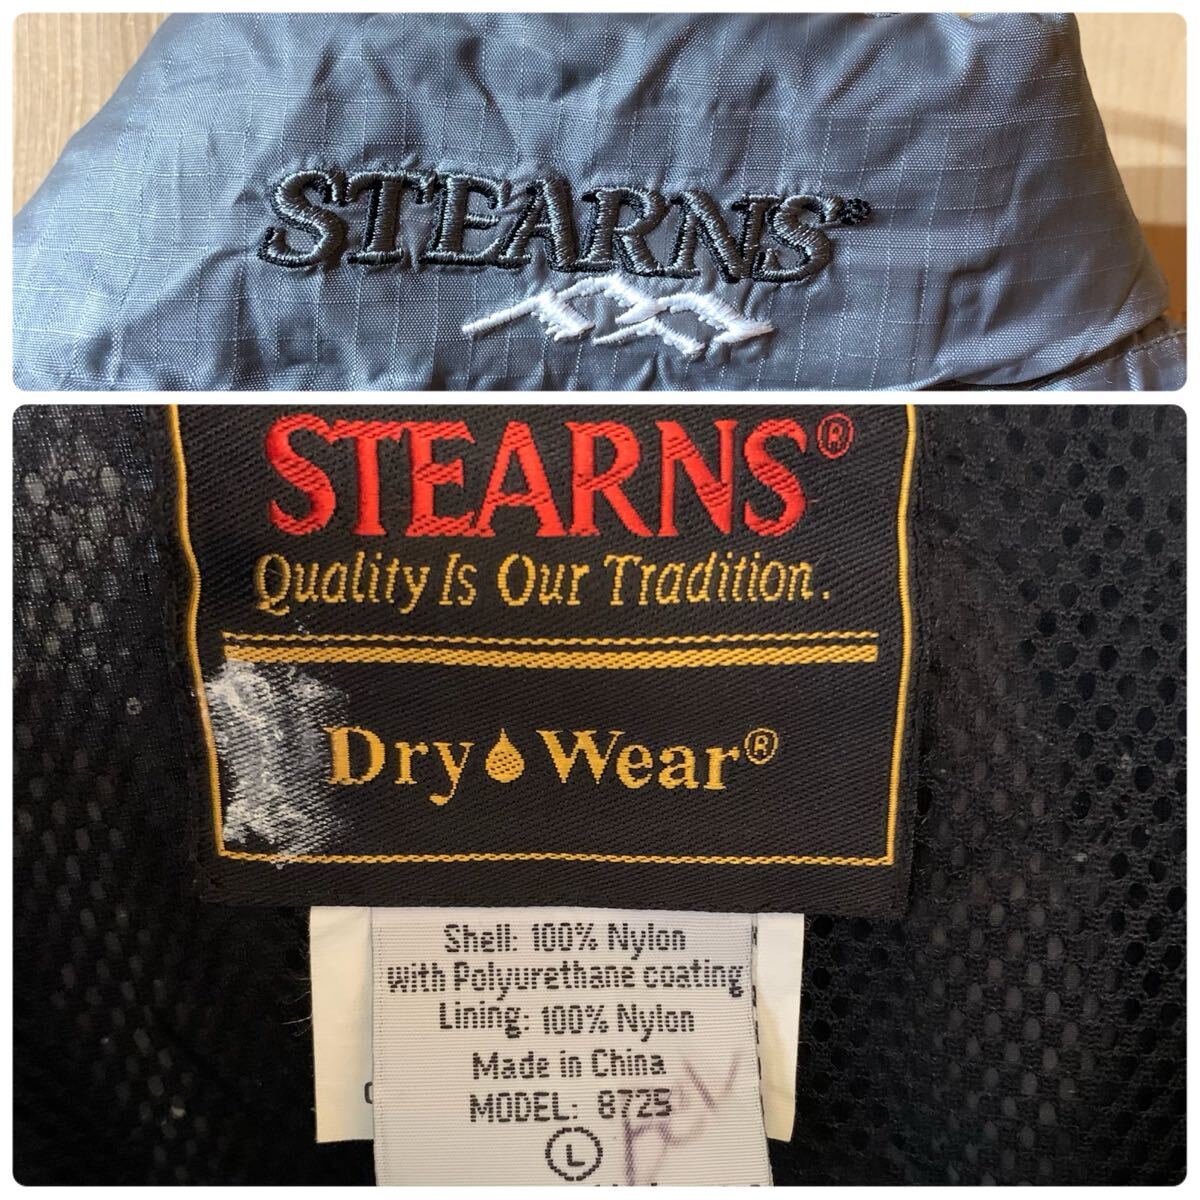 STEARNS®
STEARNS®
Quality Is Our Tradition.
Dry Wear®
Shell: 100% Nylon
with Polyurethane coating
Lining: 100% Nylon
Made in China
MODEL: 8725
L